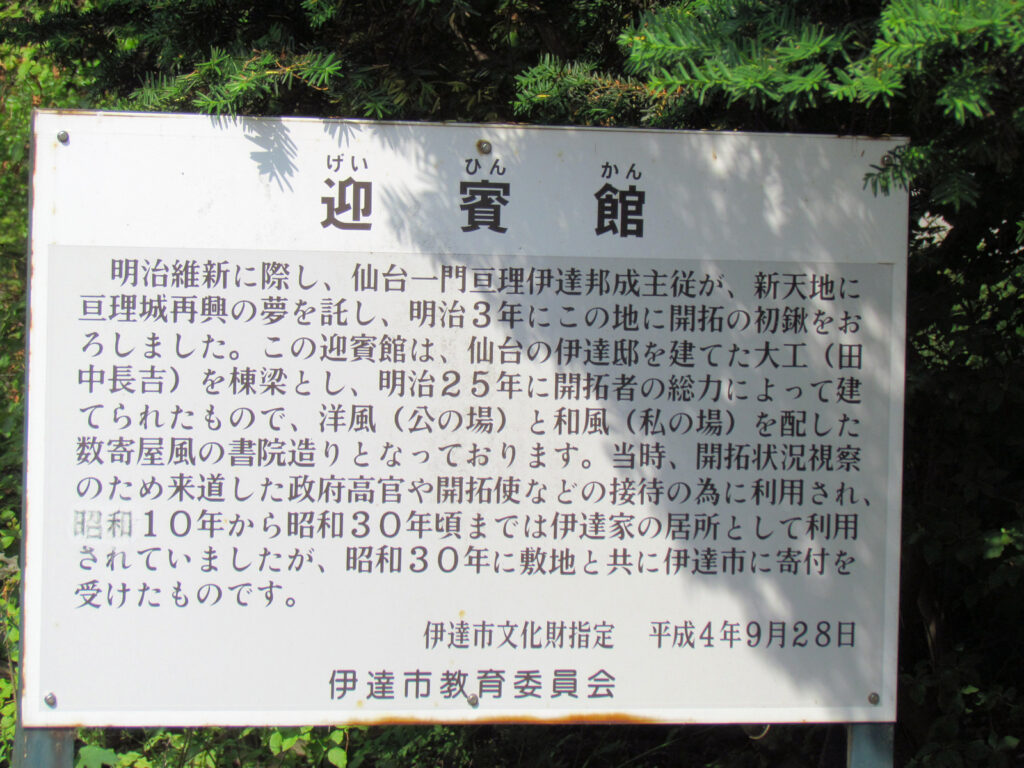 げい ひん かん
迎賓館
明治維新に際し、仙台一門亘理伊達邦成主従が、新天地に
亘理城再興の夢を託し、明治３年にこの地に開拓の初鍬をお
ろしました。この迎賓館は、仙台の伊達邸を建てた大工（田
中長吉）を棟梁とし、明治２５年に開拓者の総力によって建
てられたもので、洋風（公の場）と和風（私の場）を配した
数寄屋風の書院造りとなっております。当時、開拓状況視察
のため来道した政府高官や開拓使などの接待の為に利用され、
昭和１０年から昭和３０年頃までは伊達家の居所として利用
されていましたが、昭和３０年に敷地と共に伊達市に寄付を
受けたものです。
伊達市文化財指定　平成４年９月２８日
伊達市教育委員会